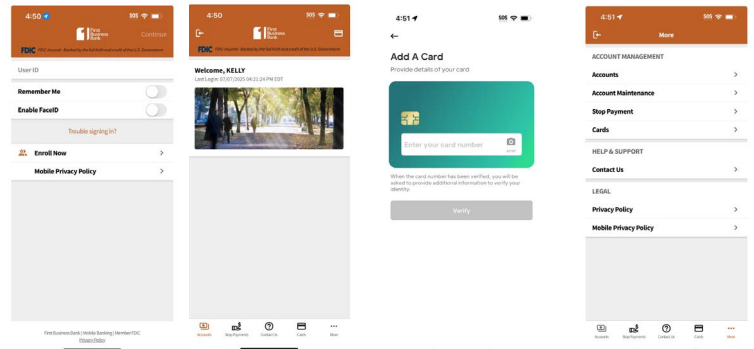 4:50
SOS
First
Business
Bank
Continue
FDIC FDIC-Insured - Backed by the full faith and credit of the U.S. Government
User ID
Remember Me
Enable FaceID
Trouble signing in?
Enroll Now
Mobile Privacy Policy
First Business Bank | Mobile Banking | Member FDIC
Privacy Policy
4:50
SOS
First
Business
Bank
FDIC FDIC-Insured - Backed by the full faith and credit of the U.S. Government
Welcome, KELLY
Last Login: 07/07/2025 04:21:24 PM EDT
Accounts
Stop Payments
Contact Us
Cards
More
4:51
SOS
Add A Card
Provide details of your card
Enter your card number
When the card number has been verified, you will be
asked to provide additional information to verify your
identity.
Verify
4:51
SOS
More
ACCOUNT MANAGEMENT
Accounts
Account Maintenance
Stop Payment
Cards
HELP & SUPPORT
Contact Us
LEGAL
Privacy Policy
Mobile Privacy Policy
Accounts
Stop Payments
Contact Us
Cards
More